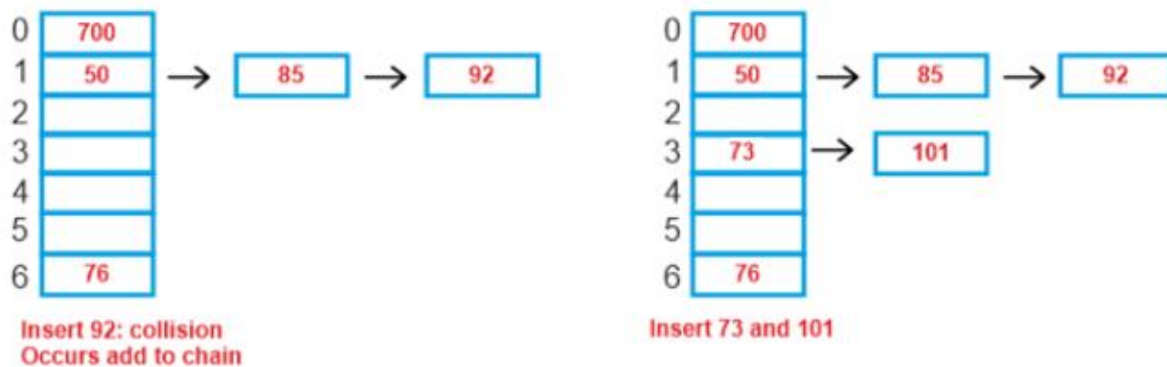 0 700
1 50 → 85 → 92
2
3
4
5
6 76
Insert 92: collision
Occurs add to chain
0 700
1 50 → 85 → 92
2
3 73 → 101
4
5
6 76
Insert 73 and 101